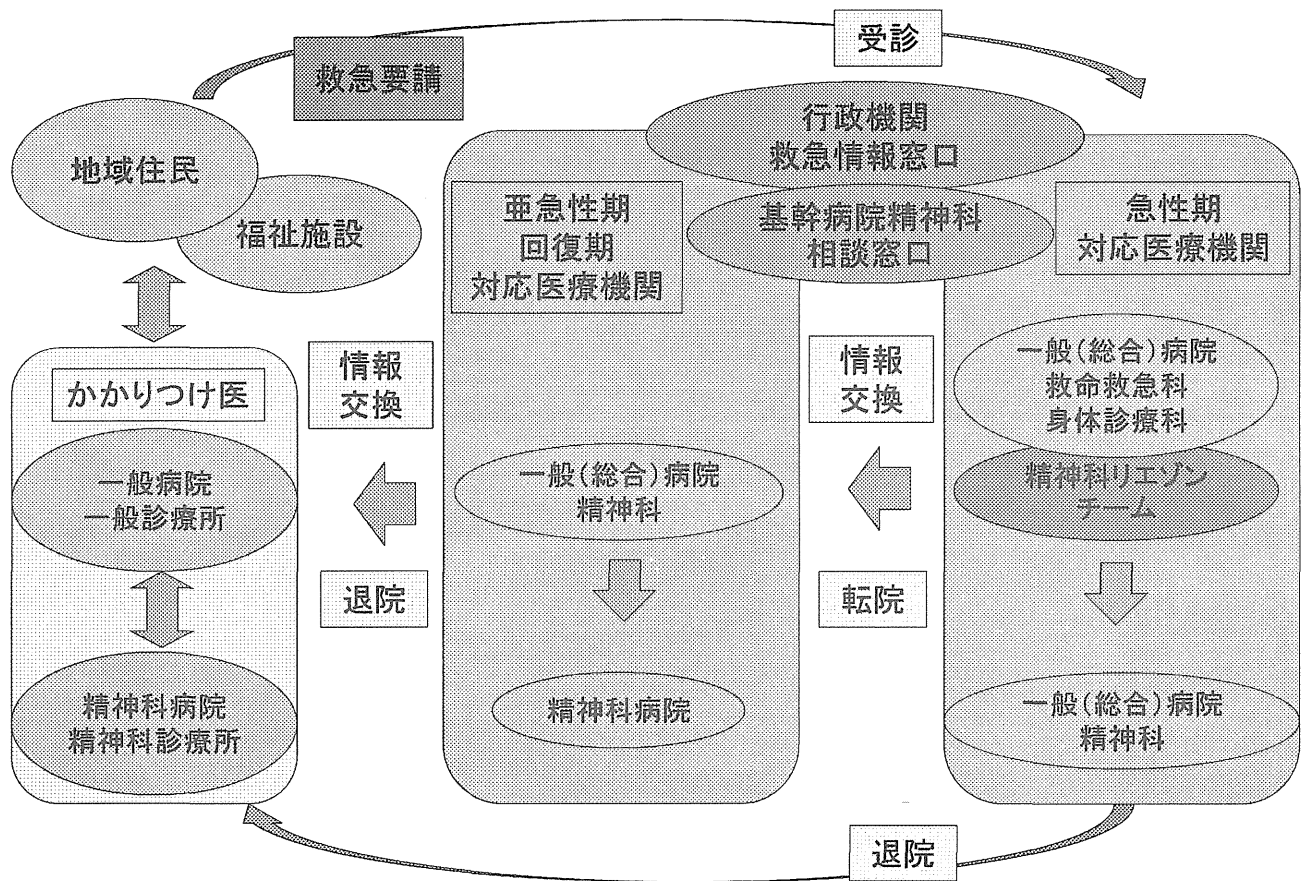 救急要請
受診
地域住民
福祉施設
行政機関
救急情報窓口
基幹病院精神科
相談窓口
亜急性期
回復期
対応医療機関
急性期
対応医療機関
かかりつけ医
一般病院
一般診療所
精神科病院
精神科診療所
情報
交換
退院
一般(総合)病院
精神科
精神科病院
情報
交換
転院
一般(総合)病院
救命救急科
身体診療科
精神科リエゾン
チーム
一般(総合)病院
精神科
退院